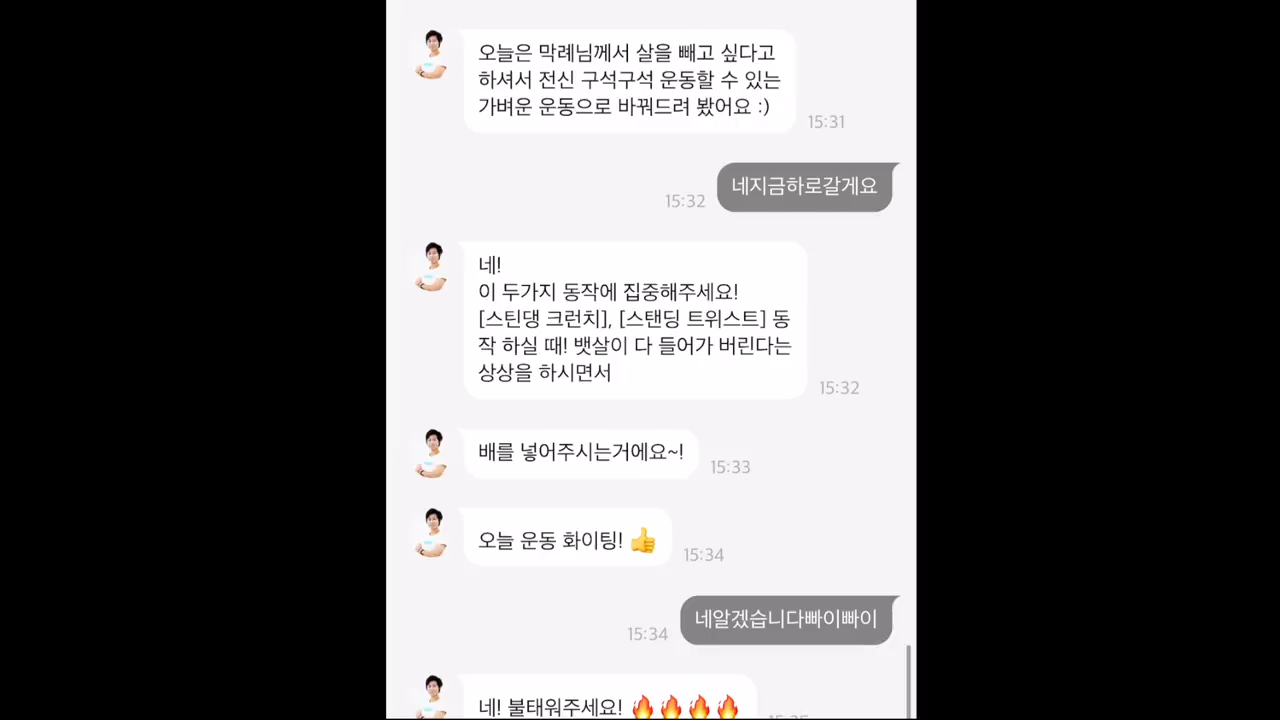 오늘은 막례님께서 살을 빼고 싶다고
하셔서 전신 구석구석 운동할 수 있는
가벼운 운동으로 바꿔드려 봤어요 :)
15:31
네지금하로갈게요
15:32
네!
이 두가지 동작에 집중해주세요!
[스틴댕 크런치], [스탠딩 트위스트] 동
작 하실 때! 뱃살이 다 들어가 버린다는
상상을 하시면서
15:32
배를 넣어주시는거에요~!
15:33
오늘 운동 화이팅! 👍
15:34
네알겠습니다빠이빠이
15:34
네! 불태워주세요! 🔥🔥🔥🔥